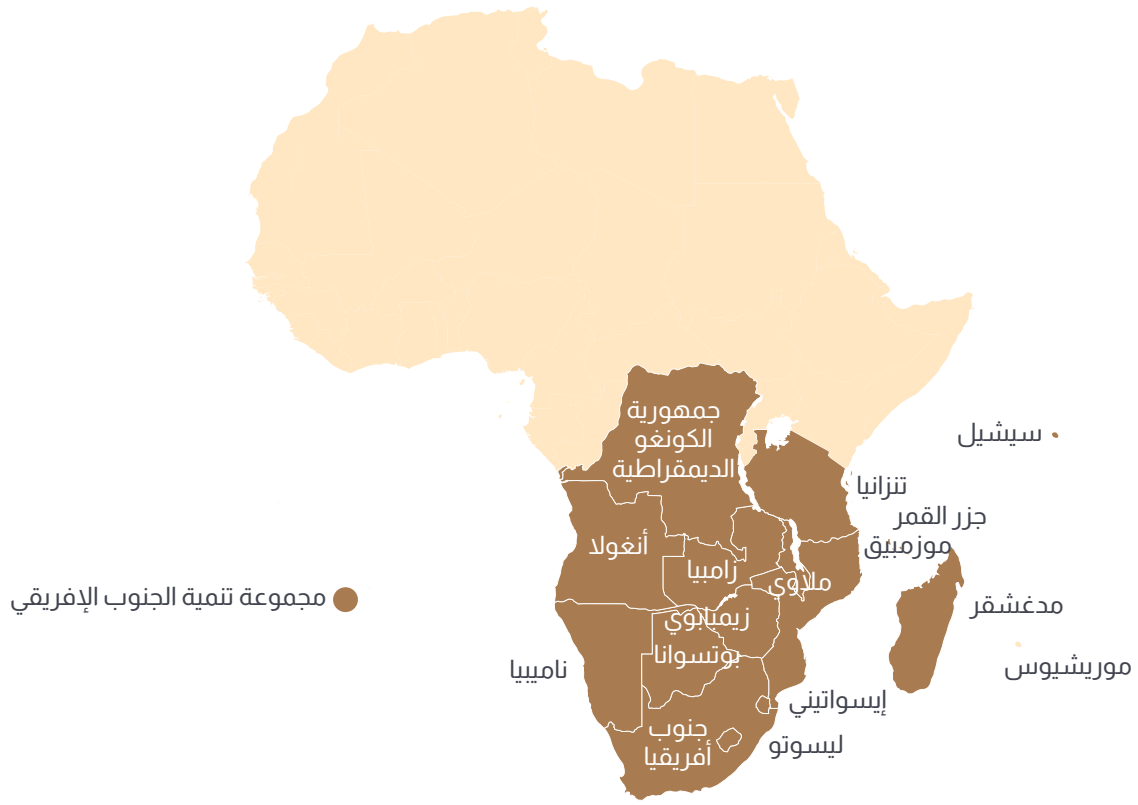 جمهورية
الكونغو
الديمقراطية
سيشيل
تنزانيا
جزر القمر
موزمبيق
أنغولا
زامبيا
ملاوي
مجموعة تنمية الجنوب الإفريقي
مدغشقر
زيمبابوي
بوتسوانا
موريشيوس
ناميبيا
إيسواتيني
جنوب
أفريقيا
ليسوتو